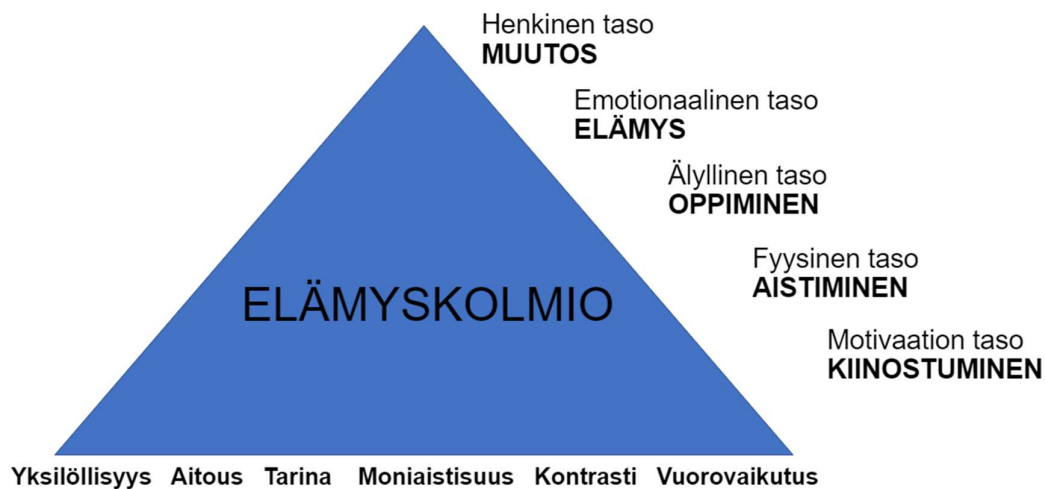 Henkinen taso
MUUTOS
Emotionaalinen taso
ELÄMYS
Älyllinen taso
OPPIMINEN
Fyysinen taso
AISTIMINEN
ELÄMYSKOLMIO
Motivaation taso
KIINOSTUMINEN
Yksilöllisyys Aitous Tarina Moniaistisuus Kontrasti Vuorovaikutus